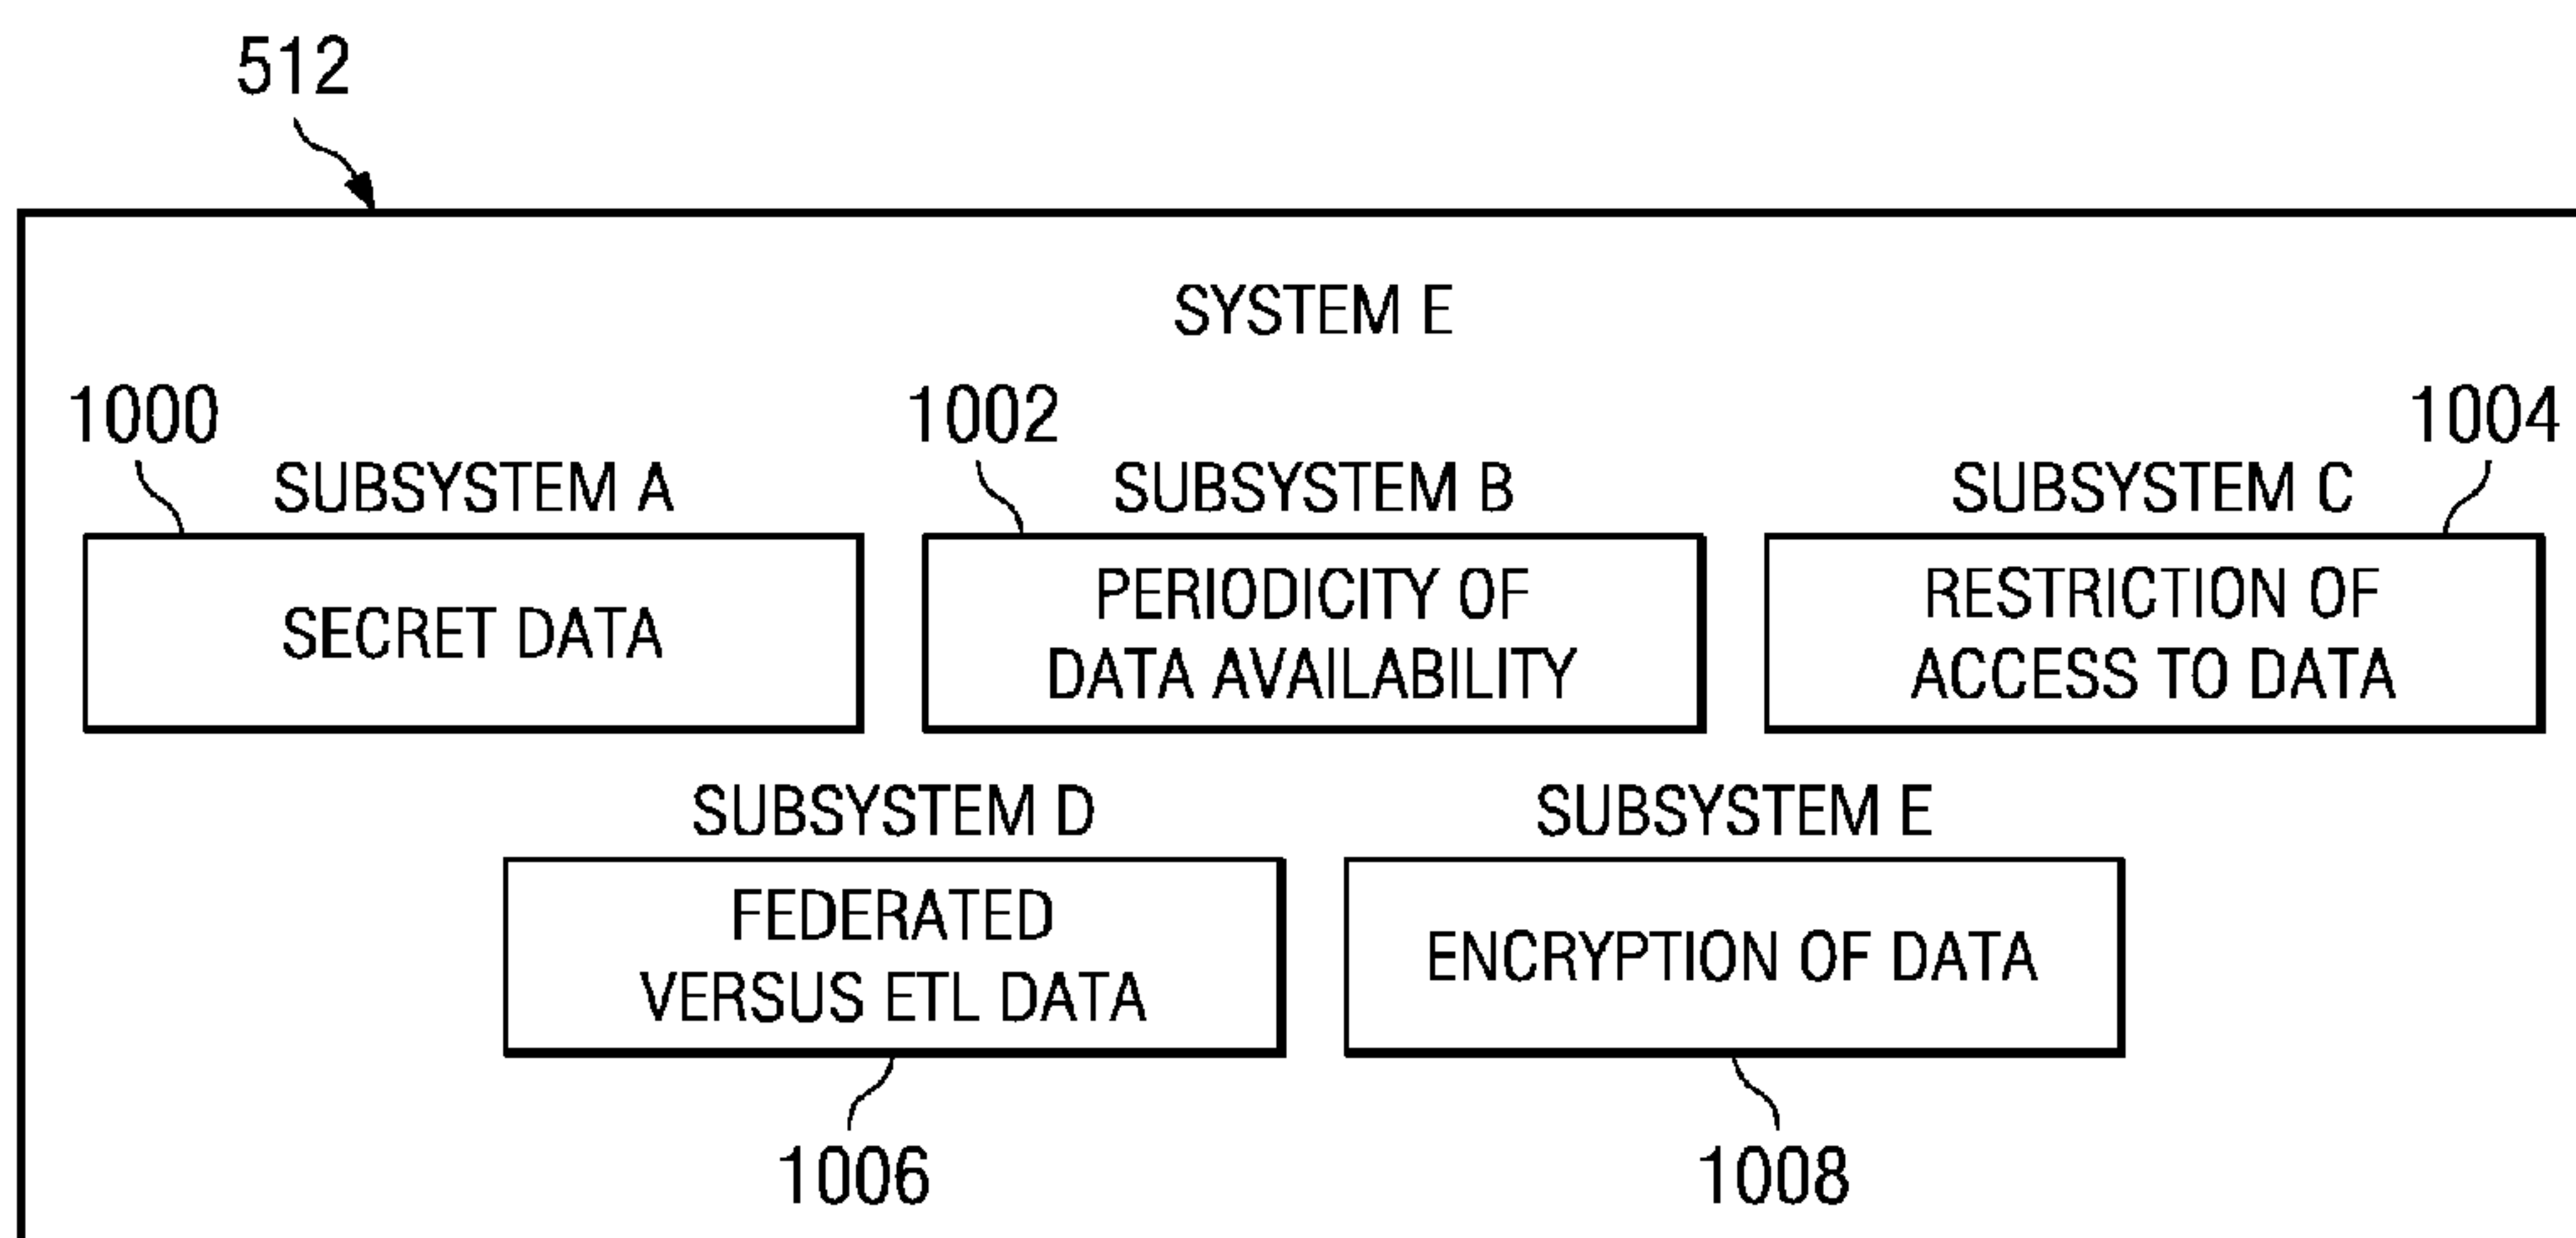 512
SYSTEM E
1000
1002
1004
SUBSYSTEM A
SUBSYSTEM B
SUBSYSTEM C
SECRET DATA
PERIODICITY OF
DATA AVAILABILITY
RESTRICTION OF
ACCESS TO DATA
SUBSYSTEM D
SUBSYSTEM E
FEDERATED
VERSUS ETL DATA
ENCRYPTION OF DATA
1006
1008